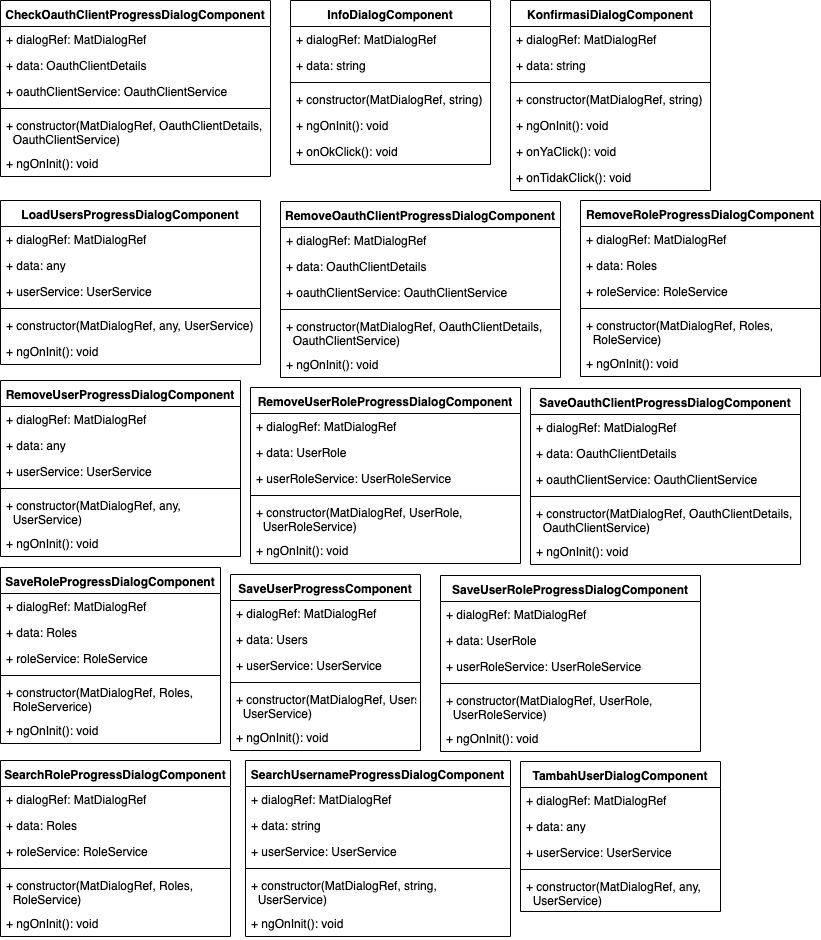 CheckOauthClientProgressDialogComponent
+ dialogRef: MatDialogRef
+ data: OauthClientDetails
+ oauthClientService: OauthClientService
+ constructor(MatDialogRef, OauthClientDetails,
OauthClientService)
+ ngOnInit(): void
InfoDialogComponent
+ dialogRef: MatDialogRef
+ data: string
+ constructor(MatDialogRef, string)
+ ngOnInit(): void
+ onOkClick(): void
KonfirmasiDialogComponent
+ dialogRef: MatDialogRef
+ data: string
+ constructor(MatDialogRef, string)
+ ngOnInit(): void
+ onYaClick(): void
+ onTidakClick(): void
LoadUsersProgressDialogComponent
+ dialogRef: MatDialogRef
+ data: any
+ userService: UserService
+ constructor(MatDialogRef, any, UserService)
+ ngOnInit(): void
RemoveOauthClientProgressDialogComponent
+ dialogRef: MatDialogRef
+ data: OauthClientDetails
+ oauthClientService: OauthClientService
+ constructor(MatDialogRef, OauthClientDetails,
OauthClientService)
+ ngOnInit(): void
RemoveRoleProgressDialogComponent
+ dialogRef: MatDialogRef
+ data: Roles
+ roleService: RoleService
+ constructor(MatDialogRef, Roles,
RoleService)
+ ngOnInit(): void
RemoveUserProgressDialogComponent
+ dialogRef: MatDialogRef
+ data: any
+ userService: UserService
+ constructor(MatDialogRef, any,
UserService)
+ ngOnInit(): void
RemoveUserRoleProgressDialogComponent
+ dialogRef: MatDialogRef
+ data: UserRole
+ userRoleService: UserRoleService
+ constructor(MatDialogRef, UserRole,
UserRoleService)
+ ngOnInit(): void
SaveOauthClientProgressDialogComponent
+ dialogRef: MatDialogRef
+ data: OauthClientDetails
+ oauthClientService: OauthClientService
+ constructor(MatDialogRef, OauthClientDetails,
OauthClientService)
+ ngOnInit(): void
SaveRoleProgressDialogComponent
+ dialogRef: MatDialogRef
+ data: Roles
+ roleService: RoleService
+ constructor(MatDialogRef, Roles,
RoleServerice)
+ ngOnInit(): void
SaveUserProgressComponent
+ dialogRef: MatDialogRef
+ data: Users
+ userService: UserService
+ constructor(MatDialogRef, Users
UserService)
+ ngOnInit(): void
SaveUserRoleProgressDialogComponent
+ dialogRef: MatDialogRef
+ data: UserRole
+ userRoleService: UserRoleService
+ constructor(MatDialogRef, UserRole,
UserRoleService)
+ ngOnInit(): void
SearchRoleProgressDialogComponent
+ dialogRef: MatDialogRef
+ data: Roles
+ roleService: RoleService
+ constructor(MatDialogRef, Roles,
RoleService)
+ ngOnInit(): void
SearchUsernameProgressDialogComponent
+ dialogRef: MatDialogRef
+ data: string
+ userService: UserService
+ constructor(MatDialogRef, string,
UserService)
+ ngOnInit(): void
TambahUserDialogComponent
+ dialogRef: MatDialogRef
+ data: any
+ userService: UserService
+ constructor(MatDialogRef, any,
UserService)